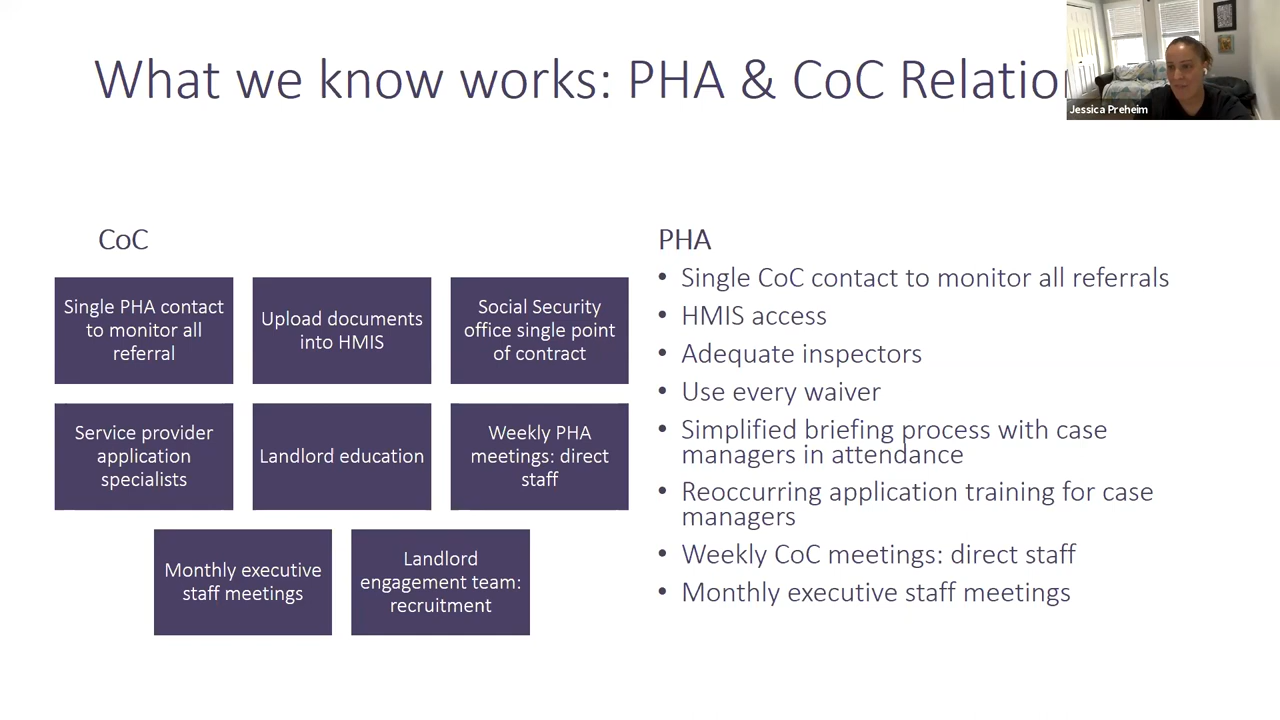 What we know works: PHA & CoC
Jessica Preheim
CoC
Single PHA contact
to monitor all
referral
Upload documents
into HMIS
Social Security
office single point
of contract
Service provider
application
specialists
Landlord education
Weekly PHA
meetings: direct
staff
Monthly executive
staff meetings
Landlord
engagement team:
recruitment
PHA
• Single CoC contact to monitor all referrals
• HMIS access
• Adequate inspectors
• Use every waiver
• Simplified briefing process with case
managers in attendance
• Reoccurring application training for case
managers
• Weekly CoC meetings: direct staff
• Monthly executive staff meetings